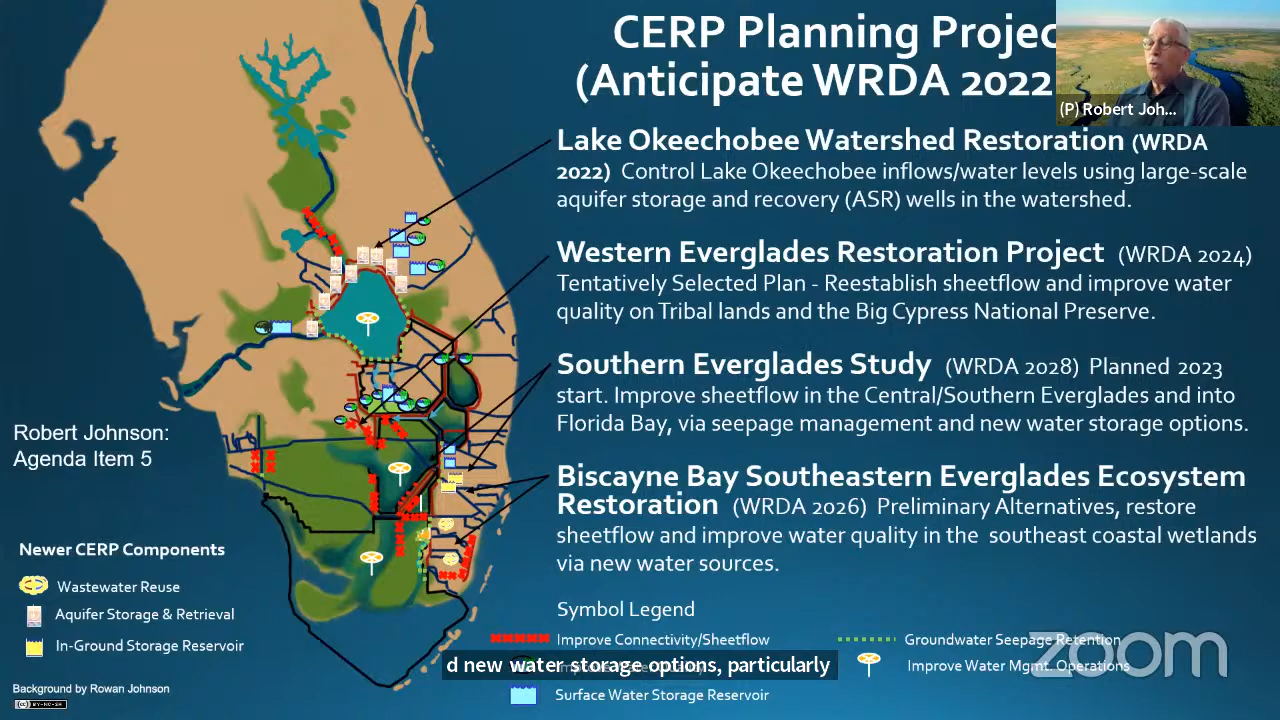 CERP Planning Projec
(Anticipate WRDA 2022
(P) Robert Joh...
Lake Okeechobee Watershed Restoration (WRDA
2022) Control Lake Okeechobee inflows/water levels using large-scale
aquifer storage and recovery (ASR) wells in the watershed.
Western Everglades Restoration Project (WRDA 2024)
Tentatively Selected Plan - Reestablish sheetflow and improve water
quality on Tribal lands and the Big Cypress National Preserve.
Southern Everglades Study (WRDA 2028) Planned 2023
start. Improve sheetflow in the Central/Southern Everglades and into
Florida Bay, via seepage management and new water storage options.
Biscayne Bay Southeastern Everglades Ecosystem
Restoration (WRDA 2026) Preliminary Alternatives, restore
sheetflow and improve water quality in the southeast coastal wetlands
via new water sources.
Robert Johnson:
Agenda Item 5
Newer CERP Components
Wastewater Reuse
Aquifer Storage & Retrieval
In-Ground Storage Reservoir
Background by Rowan Johnson
BY-NC-SA
Symbol Legend
Improve Connectivity/Sheetflow
Groundwater Seepage Retention
d new water storage options, particularly
Improve Water Mgmt. Operations
Surface Water Storage Reservoir
zoom